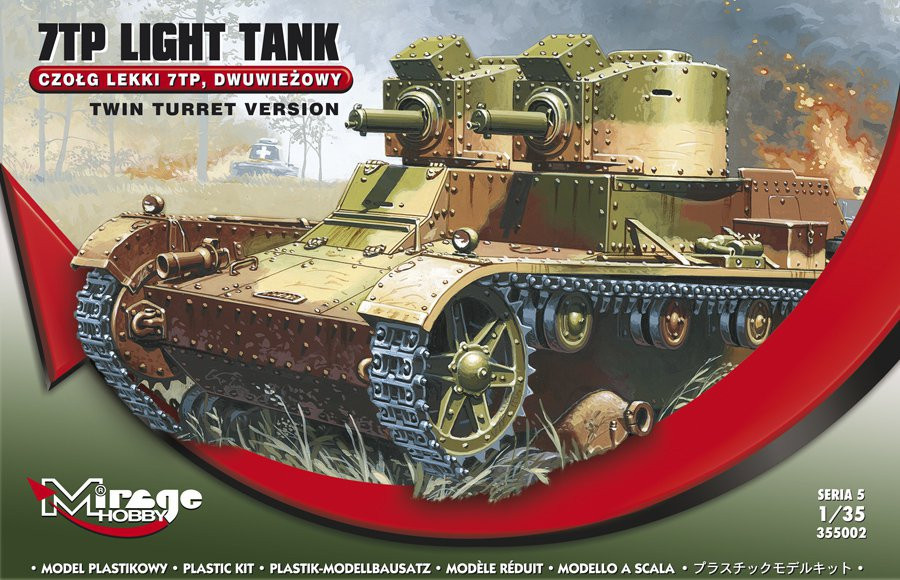 7TP LIGHT TANK
CZOŁG LEKKI 7TP, DWUWIEŻOWY
TWIN TURRET VERSION
Mirage®
HOBBY
SERIA 5
1/35
355002
• MODEL PLASTIKOWY • PLASTIC KIT • PLASTIK-MODELLBAUSATZ • MODÈLE RÉDUIT • MODELLO A SCALA • プラスチックモデルキット •